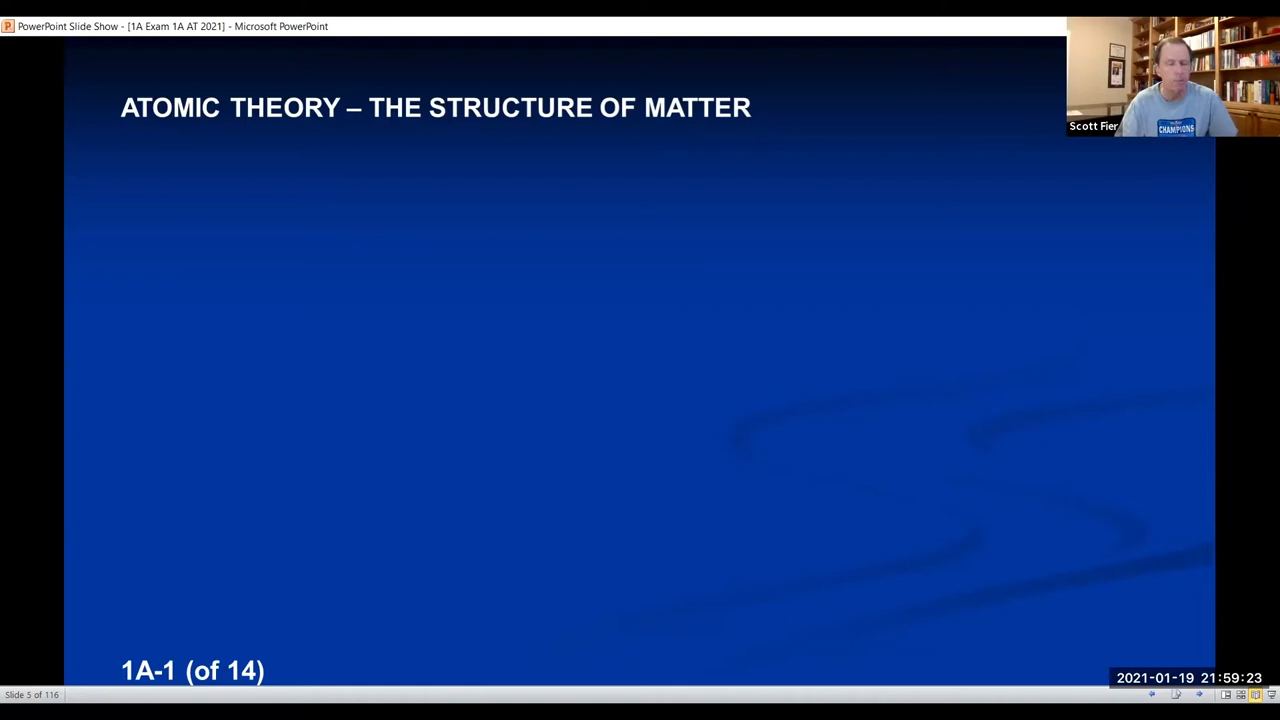 PowerPoint Slide Show - [1A Exam 1A AT 2021] - Microsoft PowerPoint
ATOMIC THEORY – THE STRUCTURE OF MATTER
Scott Fier
CHAMPIONS
1A-1 (of 14)
2021-01-19 21:59:23
Slide 5 of 116